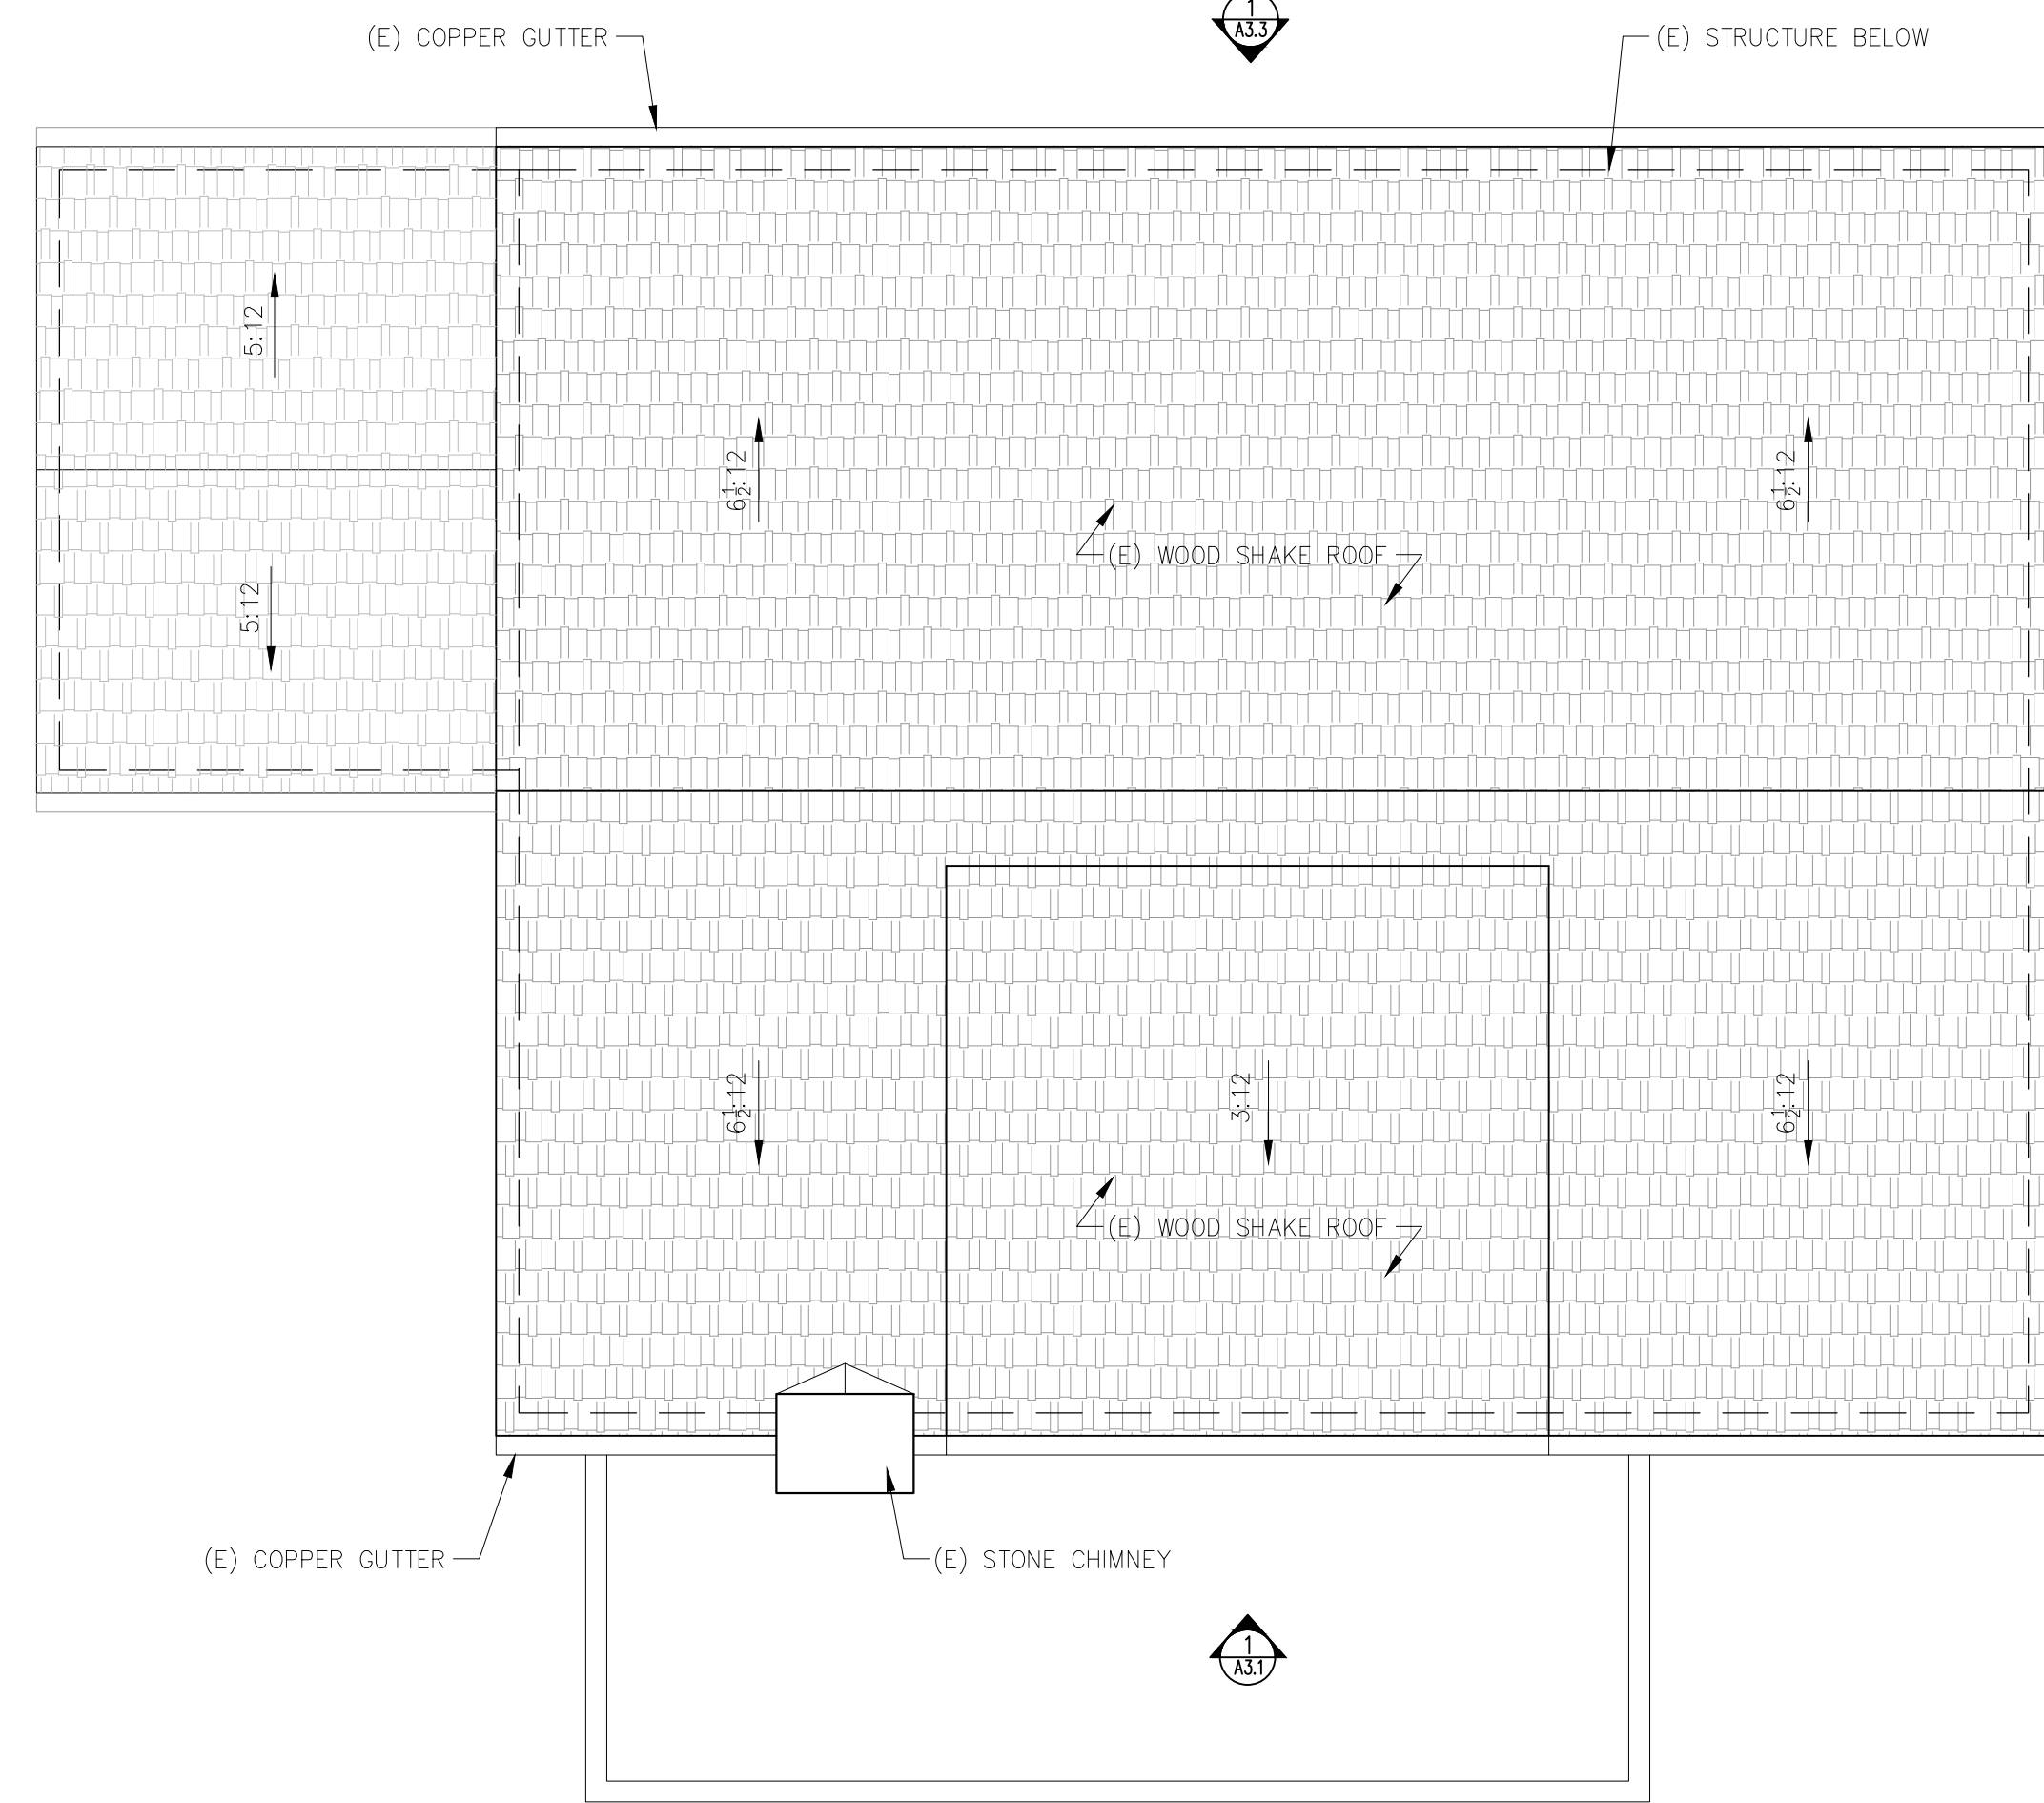 1
A3.3
(E) COPPER GUTTER
(E) STRUCTURE BELOW
5:12
6½:12
6½:12
(E) WOOD SHAKE ROOF
5:12
6½:12
3:12
6½:12
(E) WOOD SHAKE ROOF
(E) COPPER GUTTER
(E) STONE CHIMNEY
1
A3.1